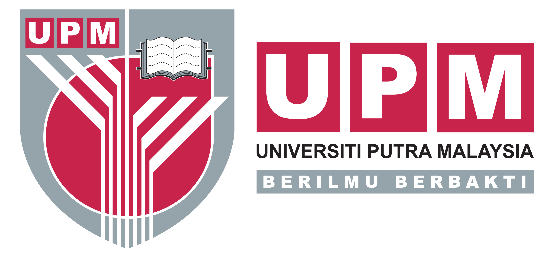 UPM
UPM
UNIVERSITI PUTRA MALAYSIA
BERILMU BERBAKTI